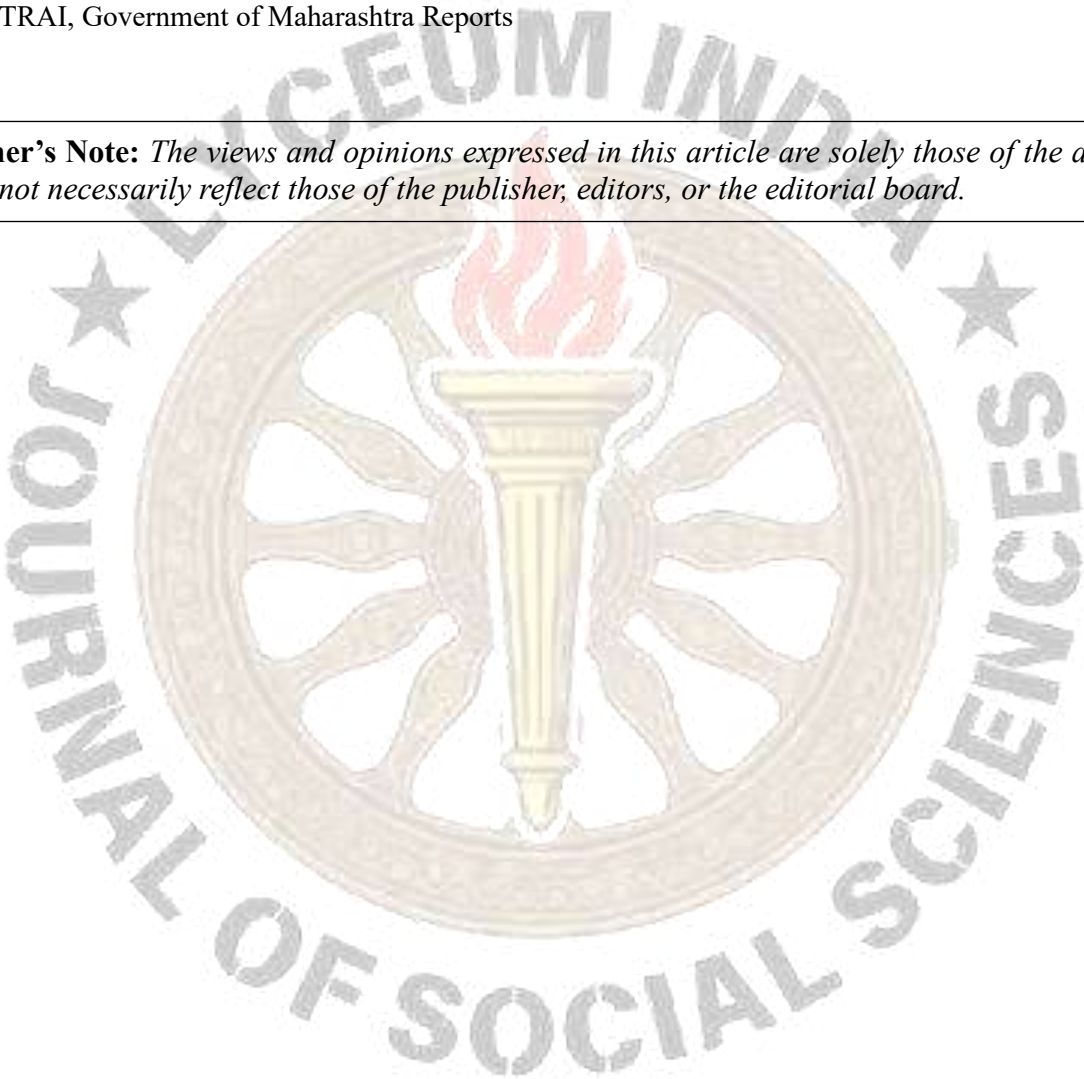 TRAI, Government of Maharashtra Reports
er's Note: The views and opinions expressed in this article are solely those of the a
not necessarily reflect those of the publisher, editors, or the editorial board.
LYCEUM INDIA
JOURNAL OF SOCIAL SCIENCES